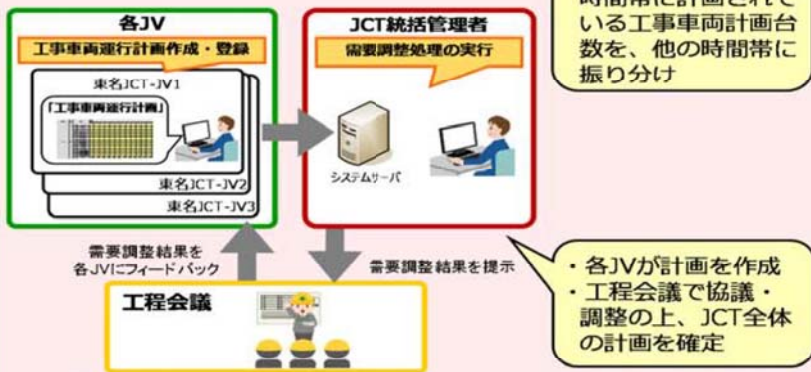 各JV
工事車両運行計画作成・登録
東名JCT-JV1
「工事車両運行計画」
東名JCT-JV2
東名JCT-JV3
JCT統括管理者
需要調整処理の実行
システムサーバ
時間帯に計画されて
いる工事車両計画台
数を、他の時間帯に
振り分け
需要調整結果を
各JVにフィードバック
需要調整結果を提示
工程会議
・各JVが計画を作成
・工程会議で協議・
調整の上、JCT全体
の計画を確定